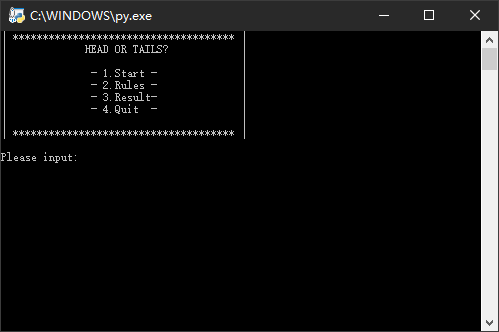 C:\WINDOWS\py.exe
*************************************
HEAD OR TAILS?
- 1.Start -
- 2.Rules -
- 3.Result-
- 4.Quit  -
*************************************
Please input: